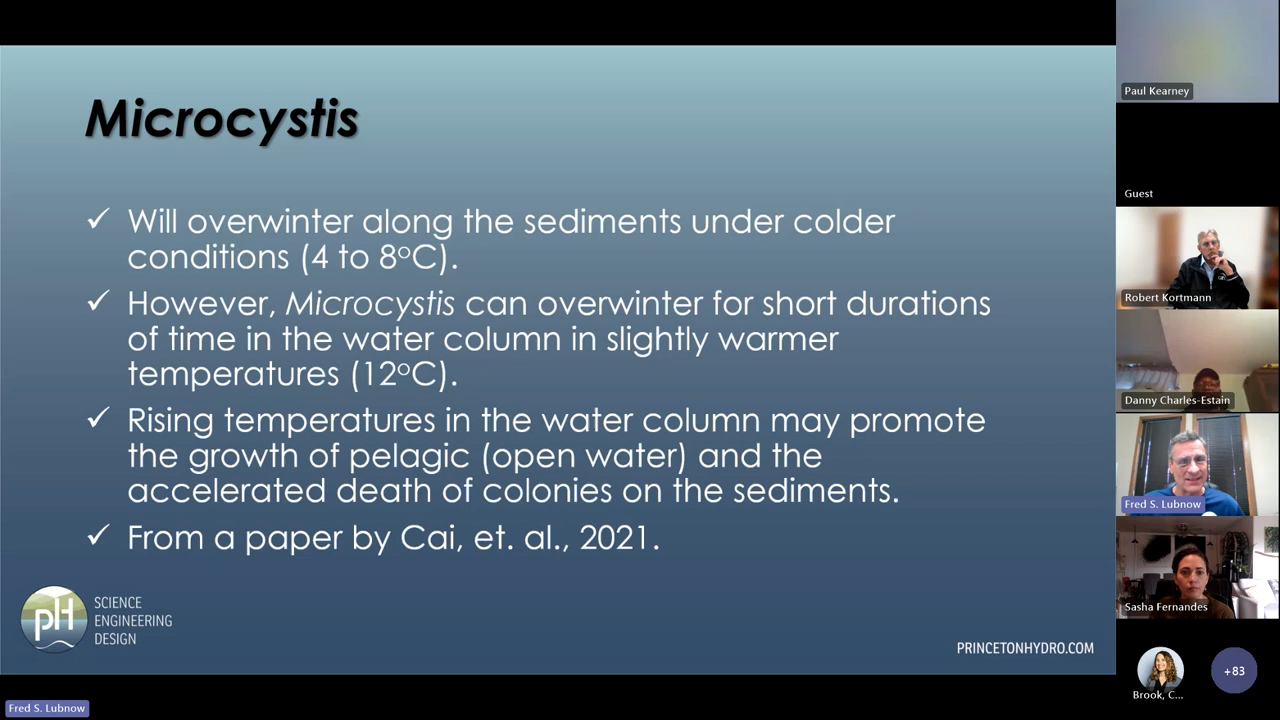 Microcystis
✓ Will overwinter along the sediments under colder
conditions (4 to 8°C).
✓ However, Microcystis can overwinter for short durations
of time in the water column in slightly warmer
temperatures (12°C).
✓ Rising temperatures in the water column may promote
the growth of pelagic (open water) and the
accelerated death of colonies on the sediments.
✓ From a paper by Cai, et. al., 2021.
pH
SCIENCE
ENGINEERING
DESIGN
PRINCETONHYDRO.COM
Fred S. Lubnow
Paul Kearney
Guest
Robert Kortmann
Danny Charles-Estain
Fred S. Lubnow
Sasha Fernandes
Brook, C...
+83